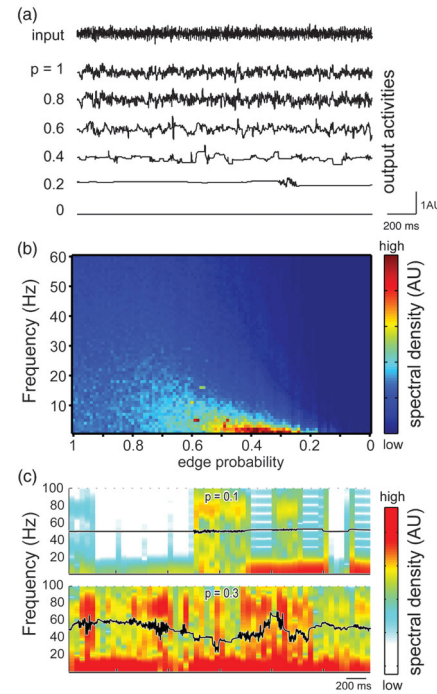 (a)
input
p = 1
0.8
0.6
0.4
0.2
0
output activities
1AU
200 ms
(b)
Frequency (Hz)
60
50
40
30
20
10
1
0.8
0.6
0.4
0.2
0
edge probability
high
low
spectral density (AU)
(c)
Frequency (Hz)
100
80
60
40
20
p = 0.1
100
80
60
40
20
p = 0.3
200 ms
high
low
spectral density (AU)